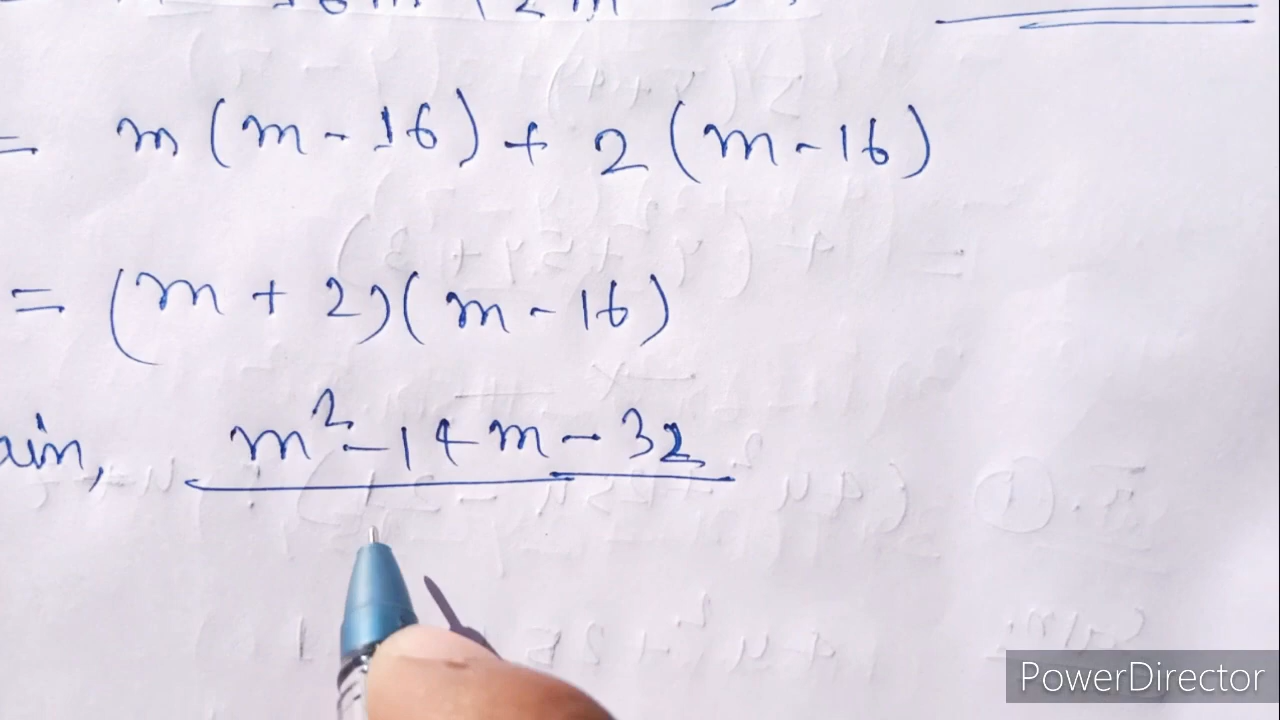 = m (m - 16) + 2 (m - 16)
= (m + 2) (m - 16)
m² - 14m - 32
PowerDirector